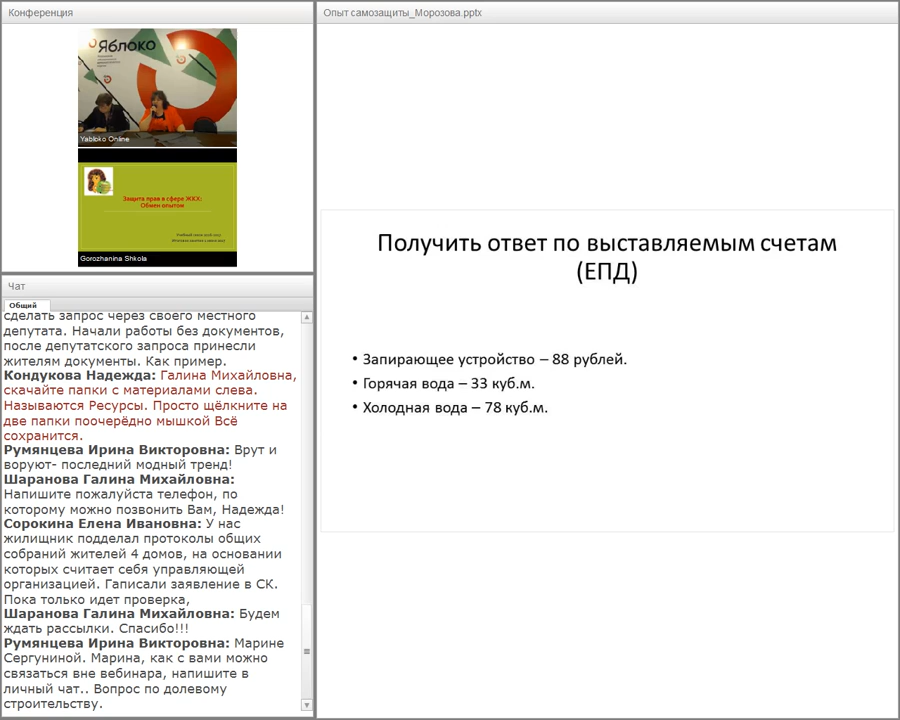 Конференция
Яблоко
Yabloko Online
Защита прав в сфере ЖКХ:
Обмен опытом
Gorozhanina Shkola
Чат
Общий
сделать запрос через своего местного
депутата. Начали работы без документов,
после депутатского запроса принесли
жителям документы. Как пример.
Кондукова Надежда: Галина Михайловна,
скачайте папки с материалами слева.
Называются Ресурсы. Просто щёлкните на
две папки поочерёдно мышкой Всё
сохранится.
Румянцева Ирина Викторовна: Врут и
воруют- последний модный тренд!
Шаранова Галина Михайловна:
Напишите пожалуйста телефон, по
которому можно позвонить Вам, Надежда!
Сорокина Елена Ивановна: У нас
жилищник подделал протоколы общих
собраний жителей 4 домов, на основании
которых считает себя управляющей
организацией. Гаписали заявление в СК.
Пока только идет проверка,
Шаранова Галина Михайловна: Будем
ждать рассылки. Спасибо!!!
Румянцева Ирина Викторовна: Марине
Сергуниной. Марина, как с вами можно
связаться вне вебинара, напишите в
личный чат.. Вопрос по долевому
строительству.
Опыт самозащиты_Морозова.pptx
Получить ответ по выставляемым счетам
(ЕПД)
• Запирающее устройство – 88 рублей.
• Горячая вода – 33 куб.м.
• Холодная вода – 78 куб.м.